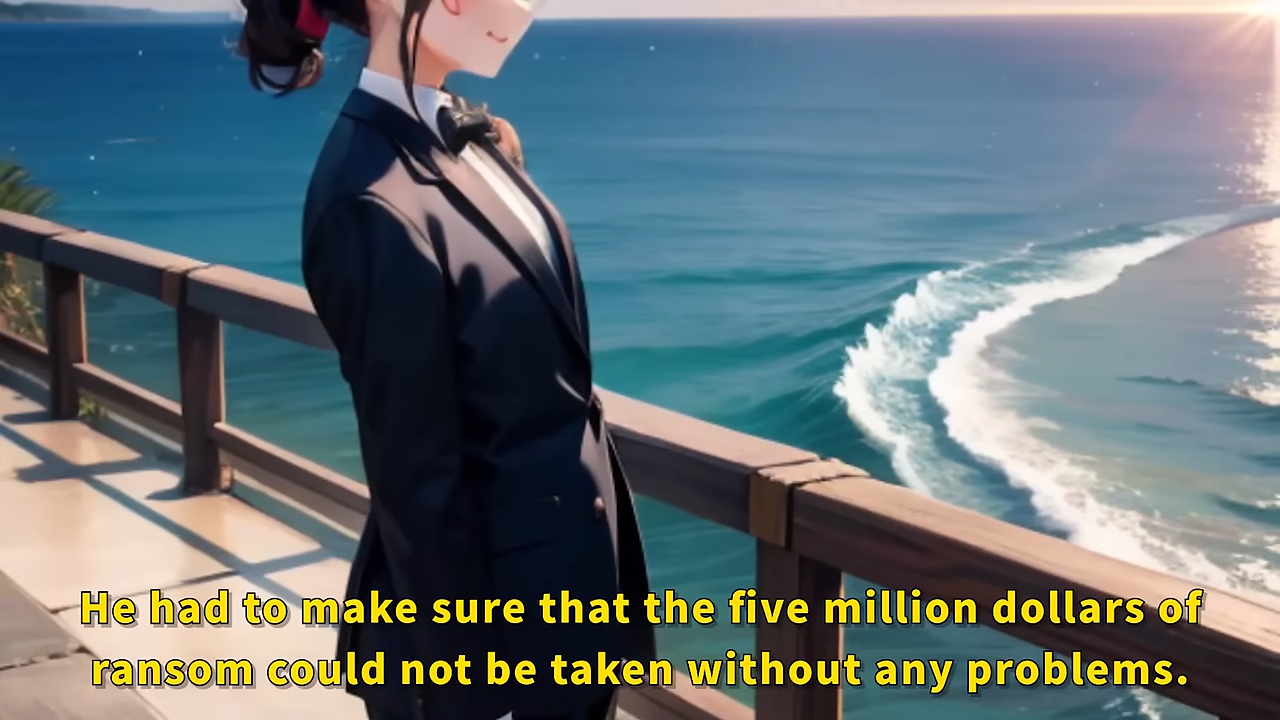 He had to make sure that the five million dollars of
ransom could not be taken without any problems.